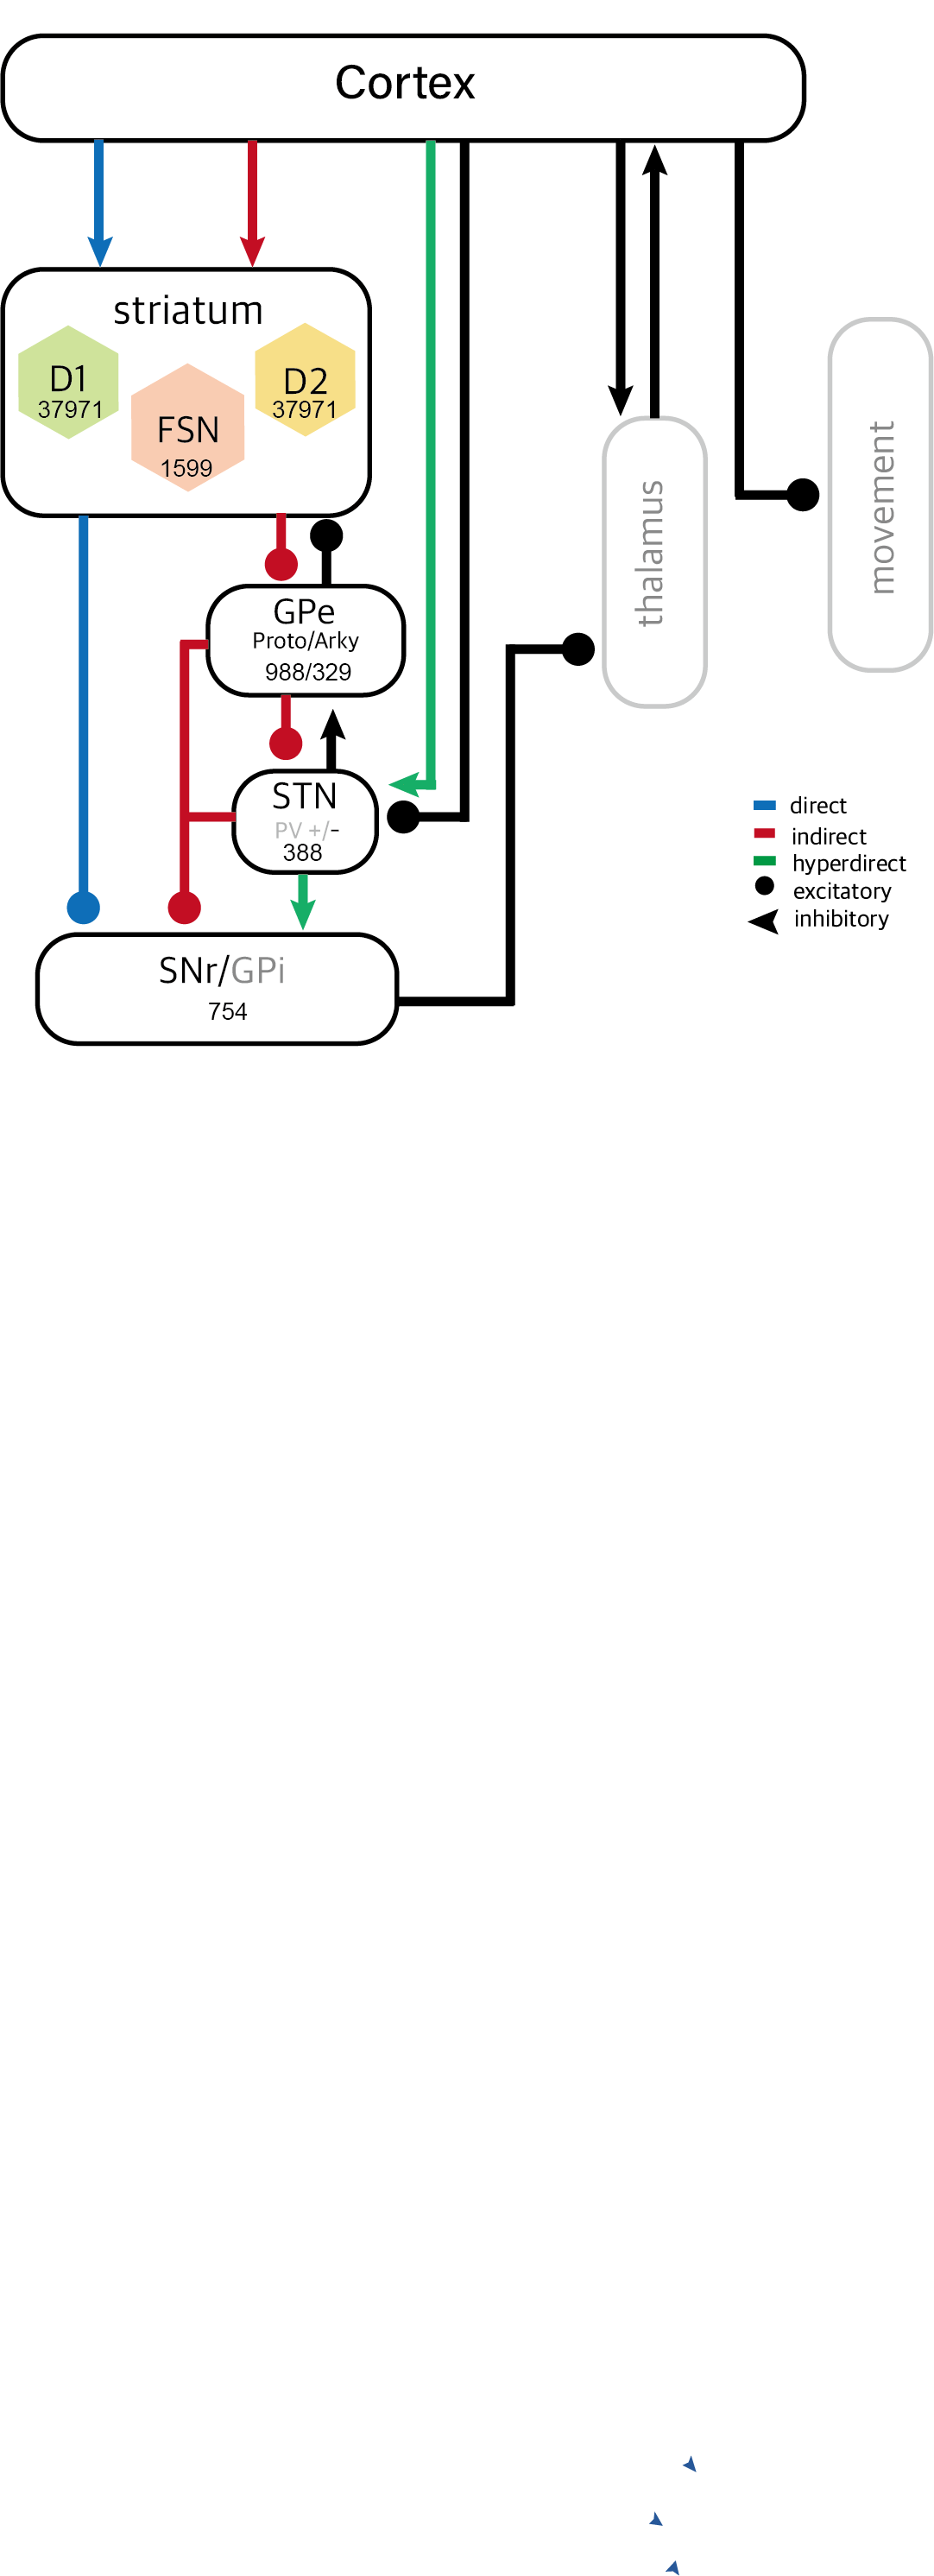 Cortex
striatum
D1
37971
FSN
1599
D2
37971
GPe
Proto/Arky
988/329
STN
PV +/-
388
SNr/GPi
754
thalamus
movement
direct
indirect
hyperdirect
excitatory
inhibitory